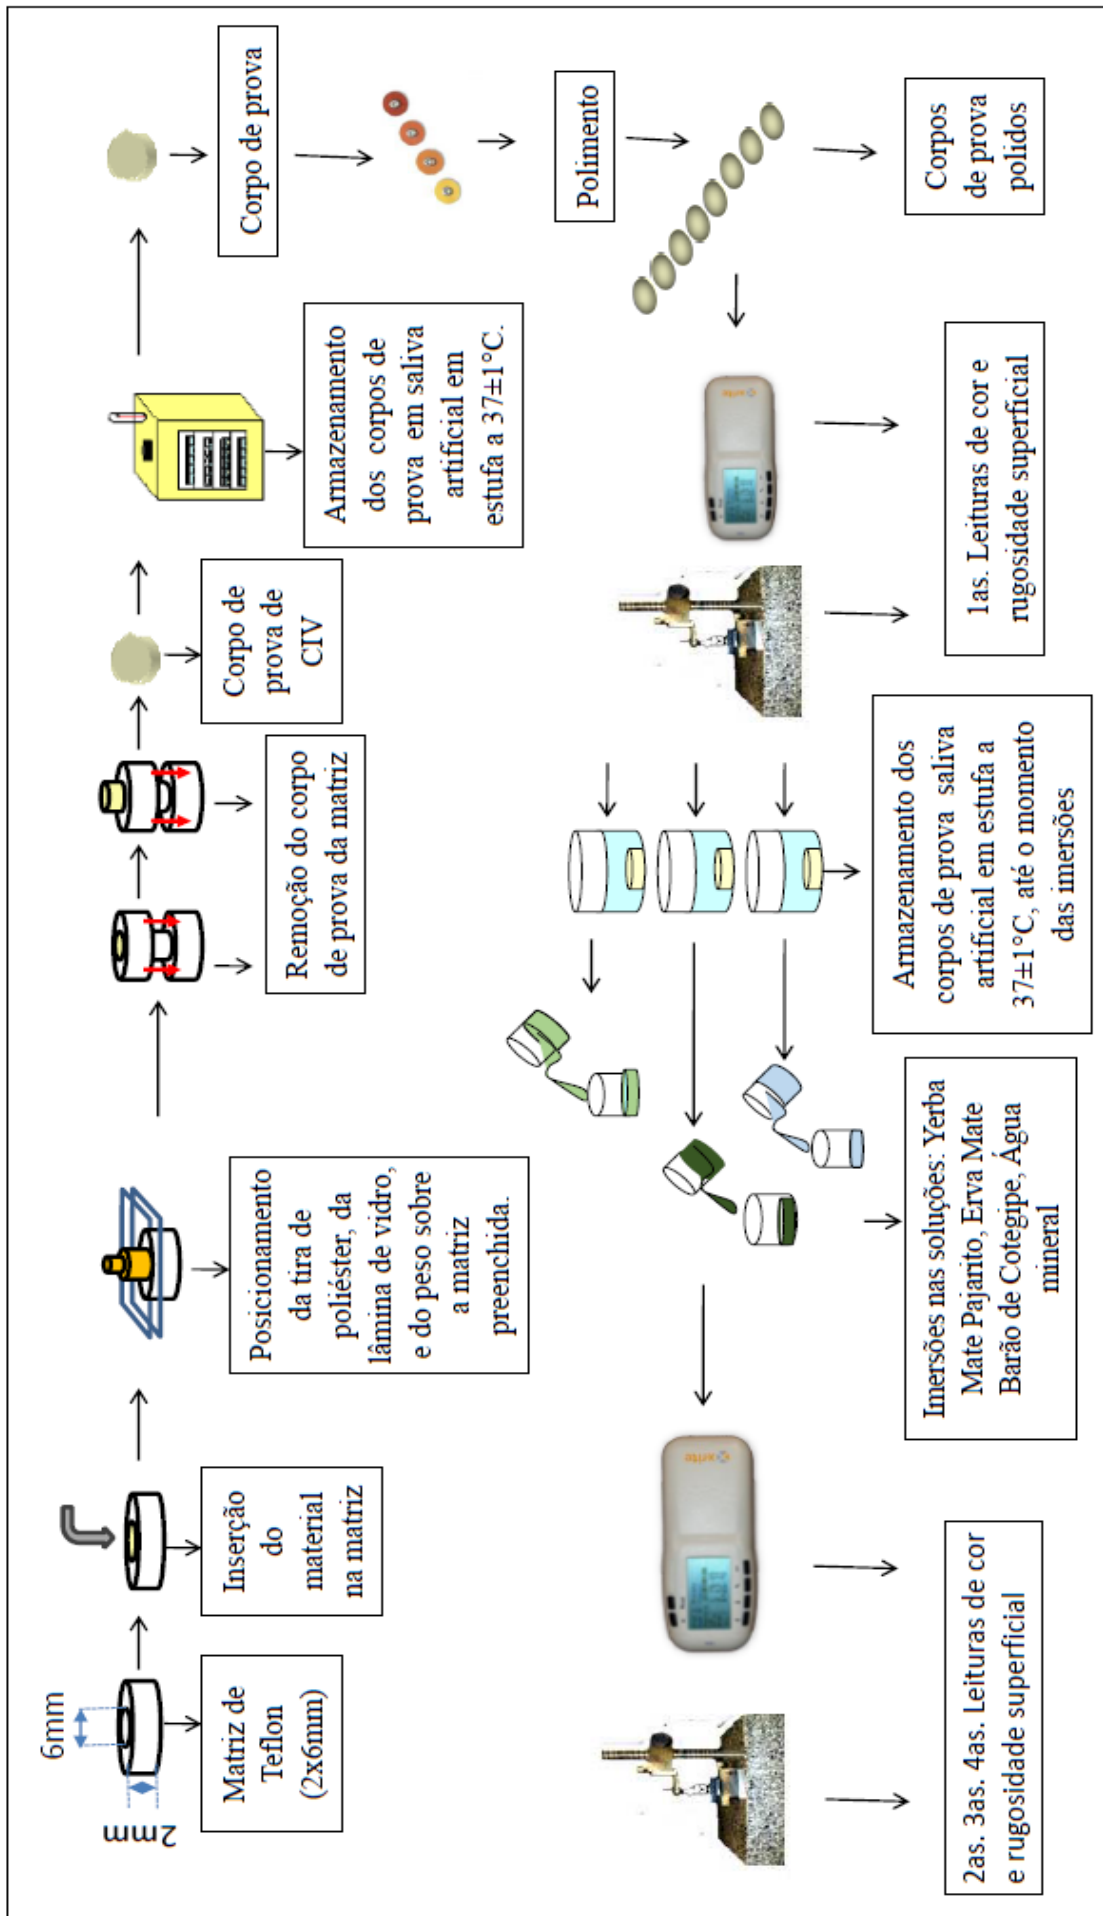 6mm
2mm
Matriz de
Teflon
(2x6mm)
Inserção
do
material
na matriz
Posicionamento
da tira de
poliéster, da
lâmina de vidro,
e do peso sobre
a matriz
preenchida.
Remoção do corpo
de prova da matriz
Corpo de
prova de
CIV
Armazenamento
dos corpos de
prova em saliva
artificial em
estufa a 37±1°C.
Corpo de prova
Polimento
Corpos
de prova
polidos
1as. Leituras de cor e
rugosidade superficial
Armazenamento dos
corpos de prova saliva
artificial em estufa a
37±1°C, até o momento
das imersões
Imersões nas soluções: Yerba
Mate Pajarito, Erva Mate
Barão de Cotegipe, Água
mineral
2as. 3as. 4as. Leituras de cor
e rugosidade superficial
xrite
xrite